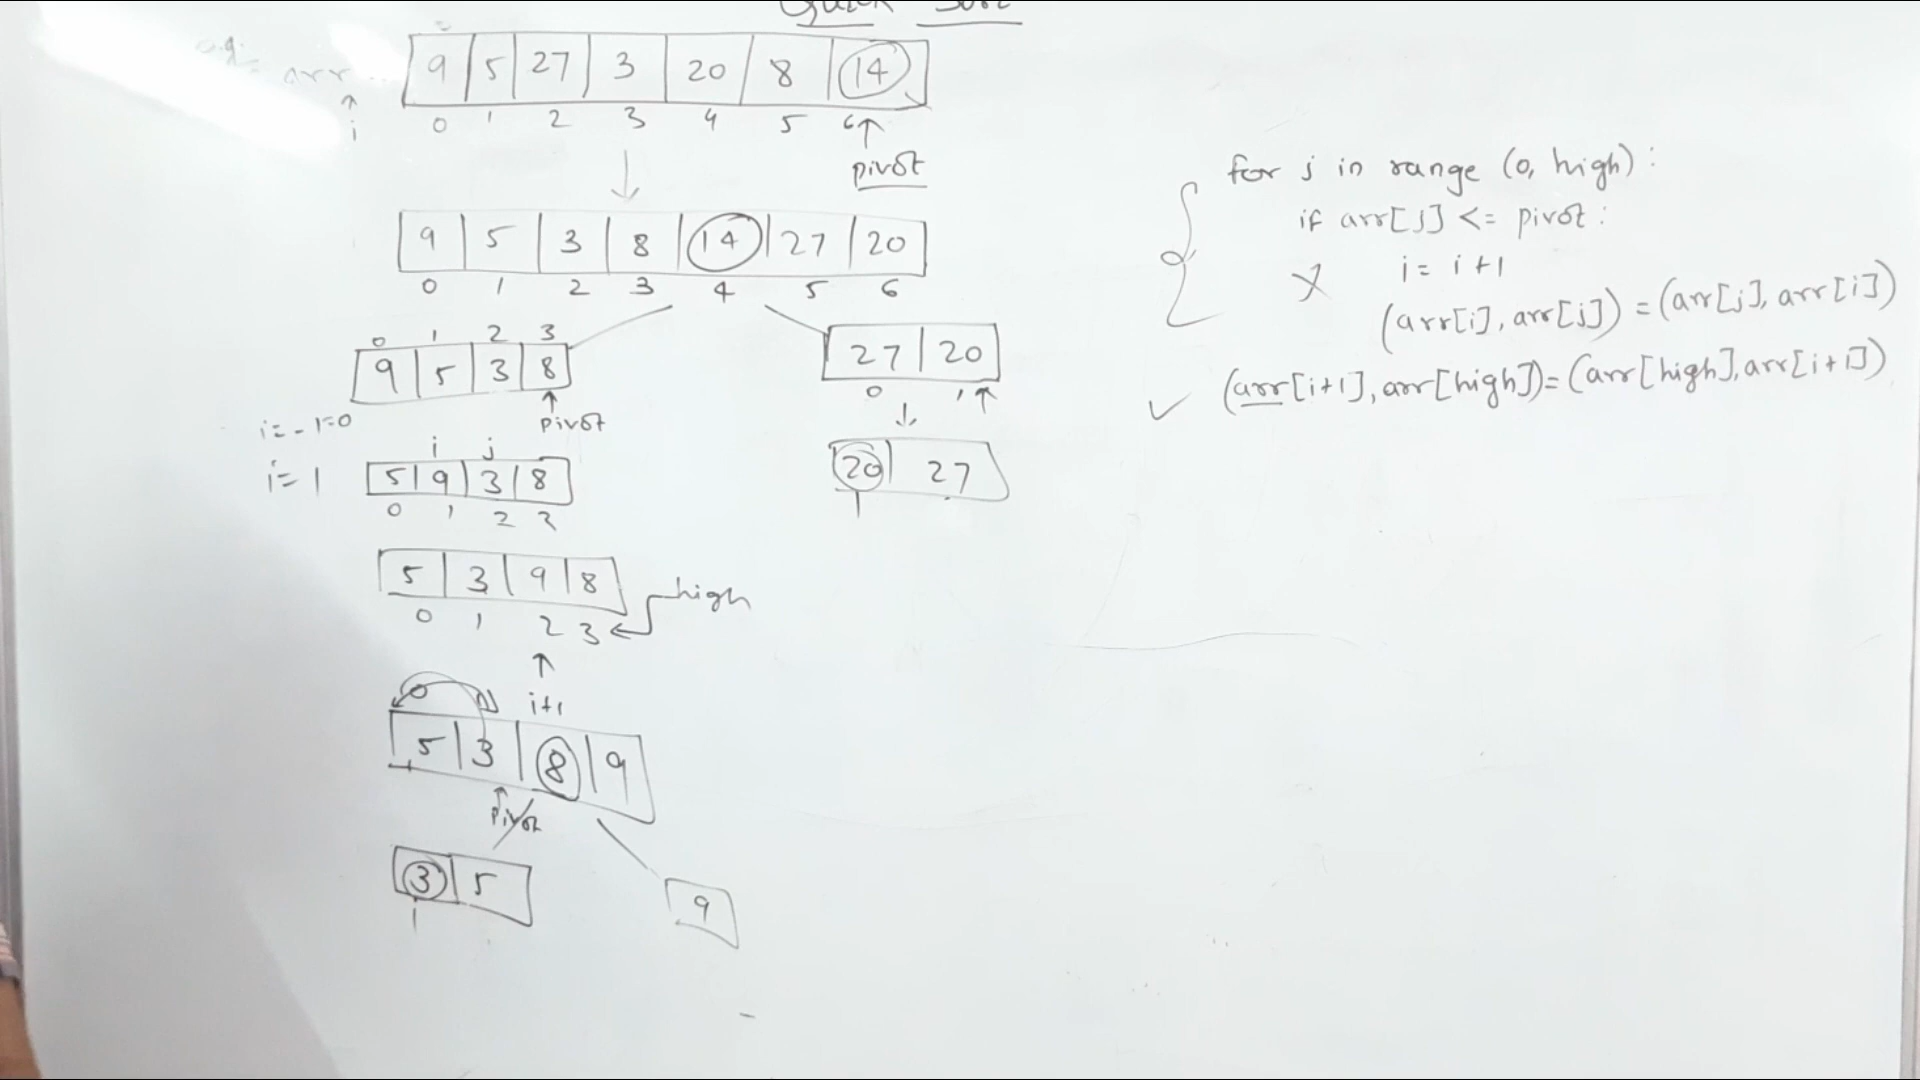 Quick Sort
e.g. arr 9 5 27 3 20 8 14
i 0 1 2 3 4 5 6
pivot
9 5 3 8 14 27 20
0 1 2 3 4 5 6
0 1 2 3
9 5 3 8
pivot
i = -1 = 0
i j
i = 1 5 9 3 8
0 1 2 3
5 3 9 8
0 1 2 3
high
i+1
0 1
5 3 8 9
pivot
3 5
9
27 20
0 1
20 27
for j in range (0, high):
if arr[j] <= pivot:
i = i+1
(arr[i], arr[j]) = (arr[j], arr[i])
(arr[i+1], arr[high]) = (arr[high], arr[i+1])